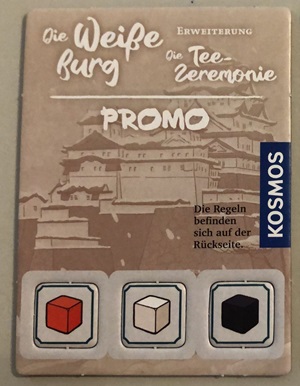 Die Weiße Burg
ERWEITERUNG
Die Tee-
Zeremonie
PROMO
KOSMOS
Die Regeln
befinden
sich auf der
Rückseite.